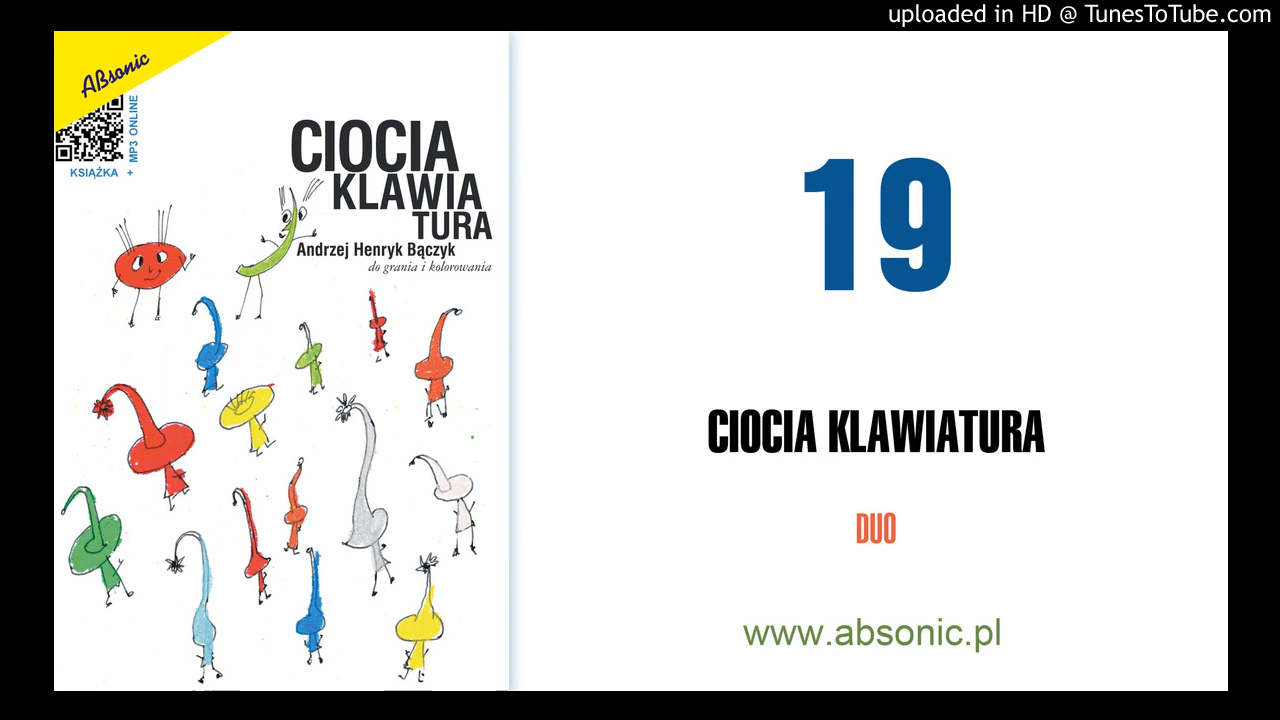 uploaded in HD @ TunesToTube.com
ABsonic
MP3 ONLINE
KSIĄŻKA +
CIOCIA
KLAWIA
TURA
Andrzej Henryk Bączyk
do grania i kolorowania
19
CIOCIA KLAWIATURA
DUO
www.absonic.pl